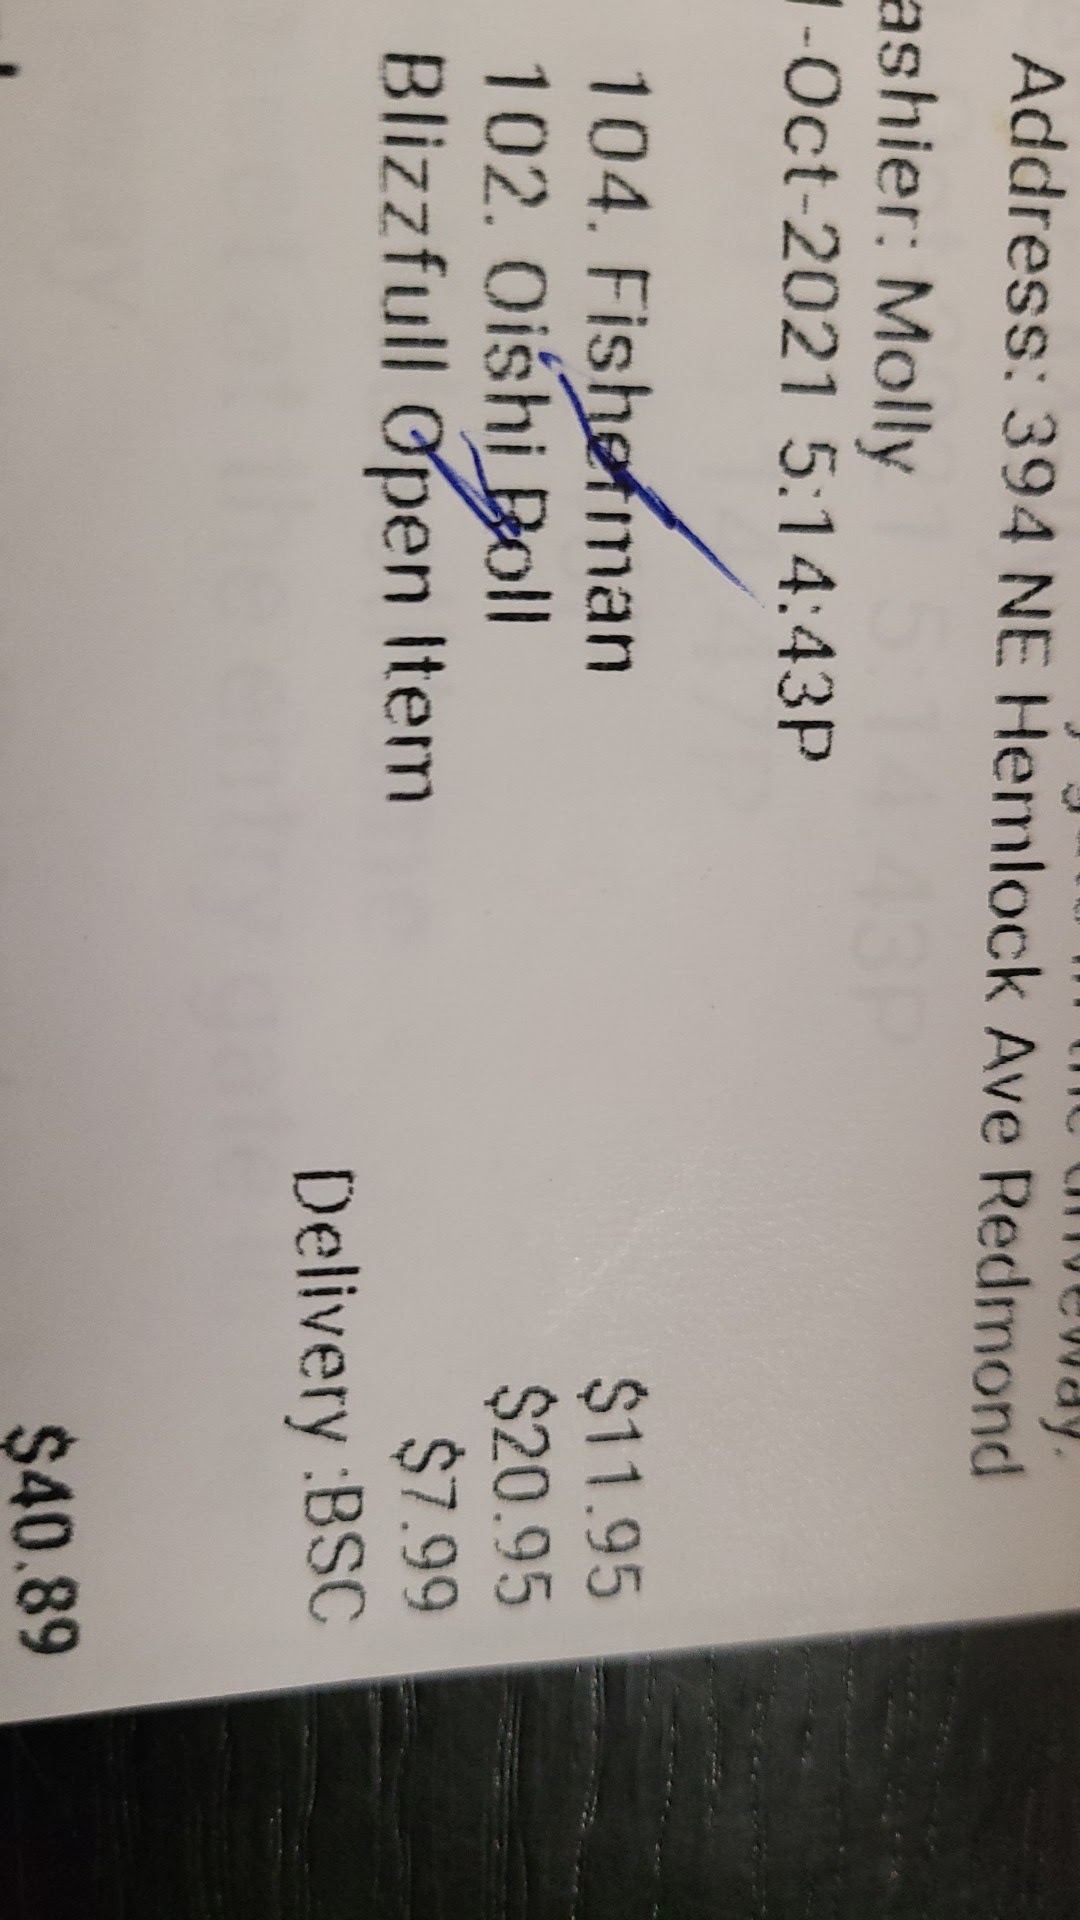 driveway.
Address: 394 NE Hemlock Ave Redmond
ashier: Molly
-Oct-2021 5:14:43P
104. Fisherman $11.95
102. Oishi Roll $20.95
Blizzfull Open Item $7.99
Delivery :BSC
$40.89